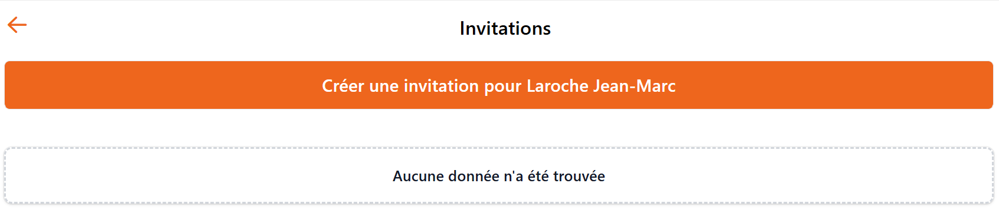 Invitations
Créer une invitation pour Laroche Jean-Marc
Aucune donnée n'a été trouvée